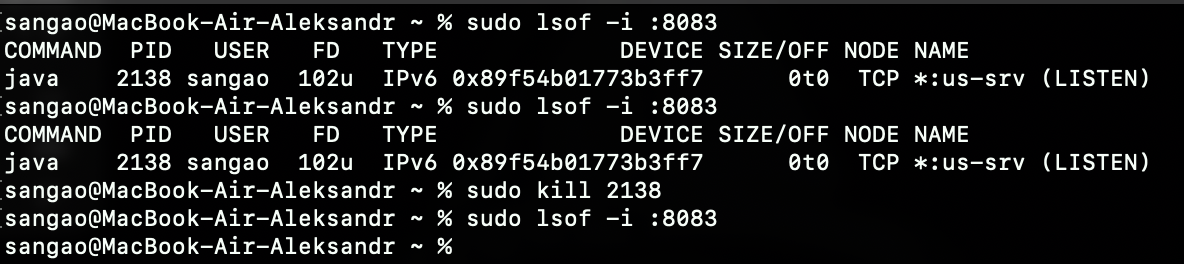 sangao@MacBook-Air-Aleksandr ~ % sudo lsof -i :8083
COMMAND  PID   USER   FD   TYPE             DEVICE SIZE/OFF NODE NAME
java    2138 sangao  102u  IPv6 0x89f54b01773b3ff7      0t0  TCP *:us-srv (LISTEN)
sangao@MacBook-Air-Aleksandr ~ % sudo lsof -i :8083
COMMAND  PID   USER   FD   TYPE             DEVICE SIZE/OFF NODE NAME
java    2138 sangao  102u  IPv6 0x89f54b01773b3ff7      0t0  TCP *:us-srv (LISTEN)
sangao@MacBook-Air-Aleksandr ~ % sudo kill 2138
sangao@MacBook-Air-Aleksandr ~ % sudo lsof -i :8083
sangao@MacBook-Air-Aleksandr ~ %